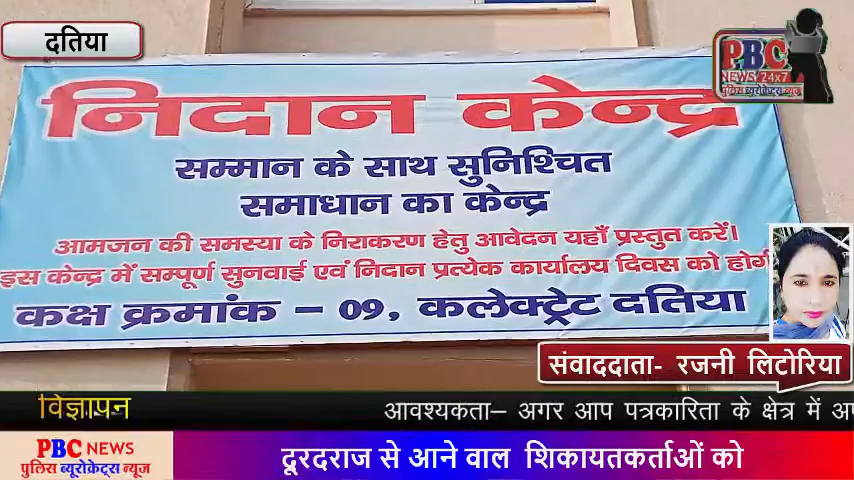 दतिया
PBC
NEWS 24x7
पुलिस ब्यूरोक्रेट्स न्यूज
निदान केन्द्र
सम्मान के साथ सुनिश्चित
समाधान का केन्द्र
आमजन की समस्या के निराकरण हेतु आवेदन यहाँ प्रस्तुत करें।
इस केन्द्र में सम्पूर्ण सुनवाई एवं निदान प्रत्येक कार्यालय दिवस को होगी
कक्ष क्रमांक – 09, कलेक्ट्रेट दतिया
संवाददाता- रजनी लिटोरिया
विज्ञापन
आवश्यकता– अगर आप पत्रकारिता के क्षेत्र में
PBC NEWS
पुलिस ब्यूरोक्रेट्स न्यूज
दूरदराज से आने वाल शिकायतकर्ताओं को